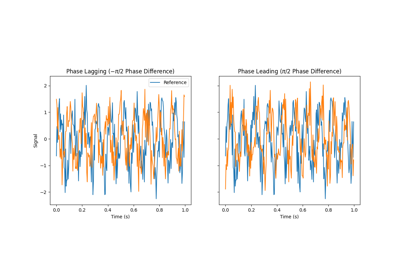 Phase Lagging (−π/2 Phase Difference)
Reference
Signal
2
1
0
−1
−2
0.0 0.2 0.4 0.6 0.8 1.0
Time (s)
Phase Leading (π/2 Phase Difference)
0.0 0.2 0.4 0.6 0.8 1.0
Time (s)